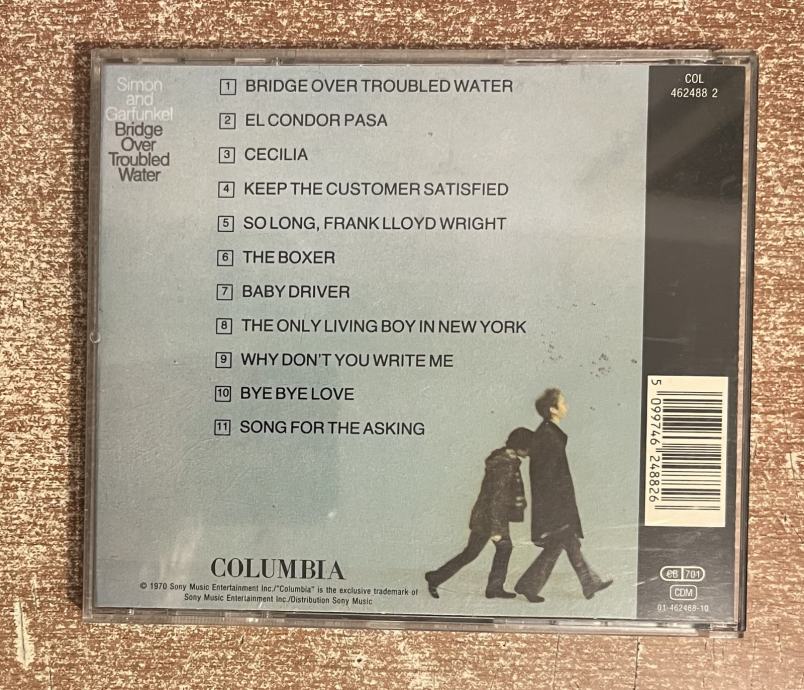 Simon
and
Garfunkel
Bridge
Over
Troubled
Water
1 BRIDGE OVER TROUBLED WATER
2 EL CONDOR PASA
3 CECILIA
4 KEEP THE CUSTOMER SATISFIED
5 SO LONG, FRANK LLOYD WRIGHT
6 THE BOXER
7 BABY DRIVER
8 THE ONLY LIVING BOY IN NEW YORK
9 WHY DON'T YOU WRITE ME
10 BYE BYE LOVE
11 SONG FOR THE ASKING
COLUMBIA
© 1970 Sony Music Entertainment Inc./"Columbia" is the exclusive trademark of
Sony Music Entertainment Inc./Distribution Sony Music
COL
462488 2
5 099746 248826
CB 701
CDM
01-462488-10